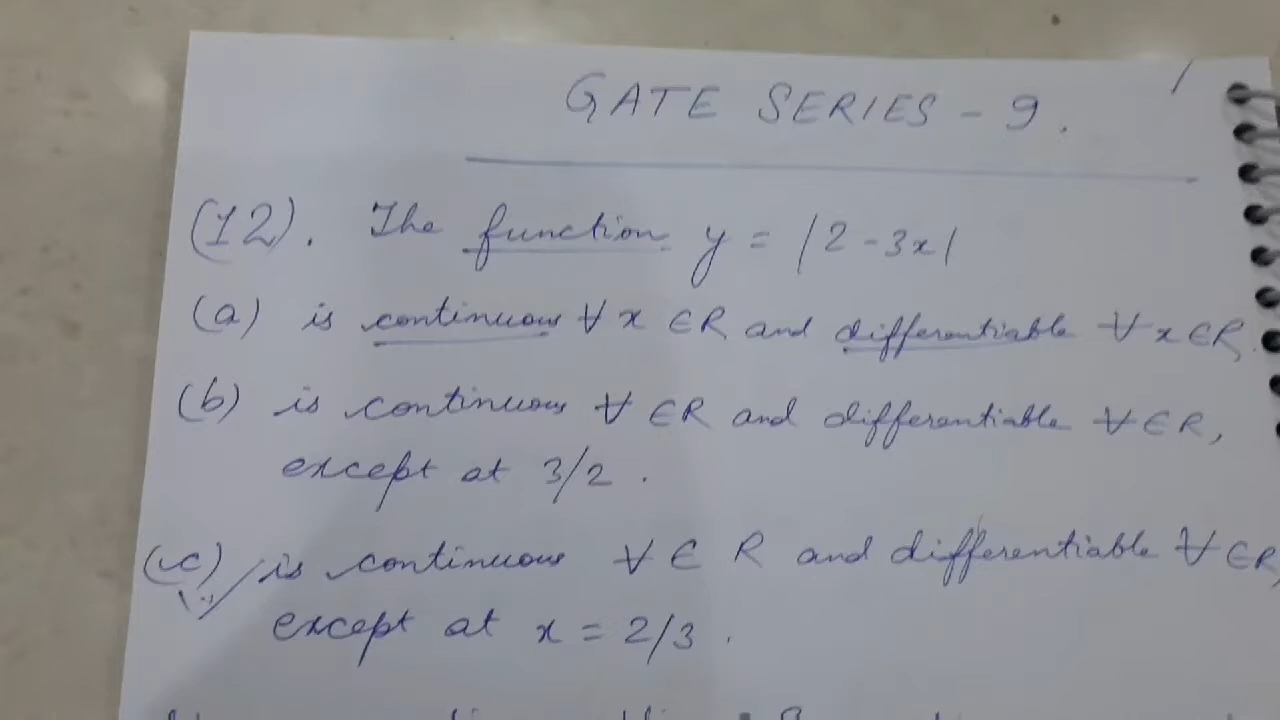 GATE SERIES - 9.
(12). The function y = |2-3x|
(a) is continuous ∀ x ∈ R and differentiable ∀ x ∈ R.
(b) is continuous ∀ ∈ R and differentiable ∀ ∈ R,
except at 3/2.
(c) is continuous ∀ ∈ R and differentiable ∀ ∈ R,
except at x = 2/3.